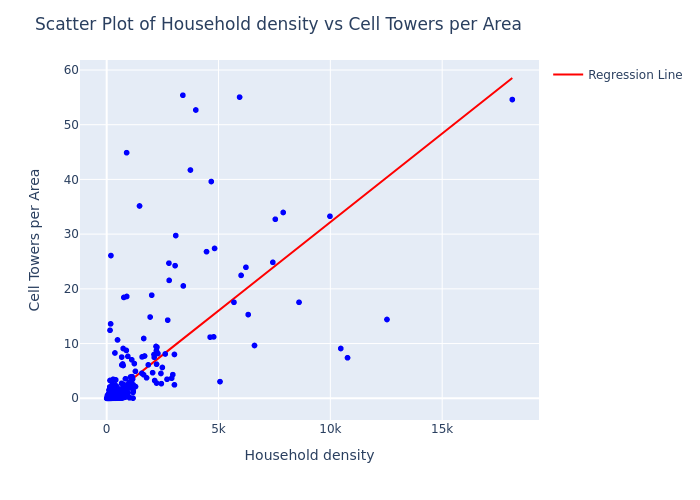 Scatter Plot of Household density vs Cell Towers per Area
Regression Line
60
50
40
30
20
10
0
Cell Towers per Area
0
5k
10k
15k
Household density